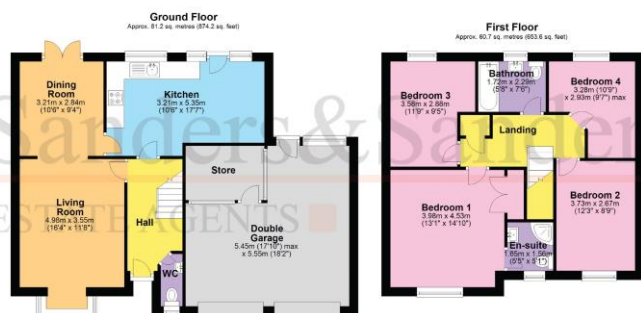 Ground Floor
Approx. 81.2 sq. metres (874.2 sq. feet)
Dining
Room
3.21m x 2.84m
(10'6" x 9'4")
Kitchen
3.21m x 5.35m
(10'6" x 17'7")
Living
Room
4.98m x 3.55m
(16'4" x 11'8")
Hall
Store
WC
Double
Garage
5.45m (17'10") max
x 5.55m (18'2")
First Floor
Approx. 60.7 sq. metres (653.6 sq. feet)
Bedroom 3
3.58m x 2.88m
(11'9" x 9'5")
Bathroom
1.72m x 2.29m
(5'8" x 7'6")
Bedroom 4
3.28m (10'9")
x 2.93m (9'7") max
Landing
Bedroom 1
3.98m x 4.53m
(13'1" x 14'10")
Bedroom 2
3.73m x 2.67m
(12'3" x 8'9")
En-suite
1.65m x 1.56m
(5'5" x 5'1")
Sanders&Sander
ESTATE AGENTS